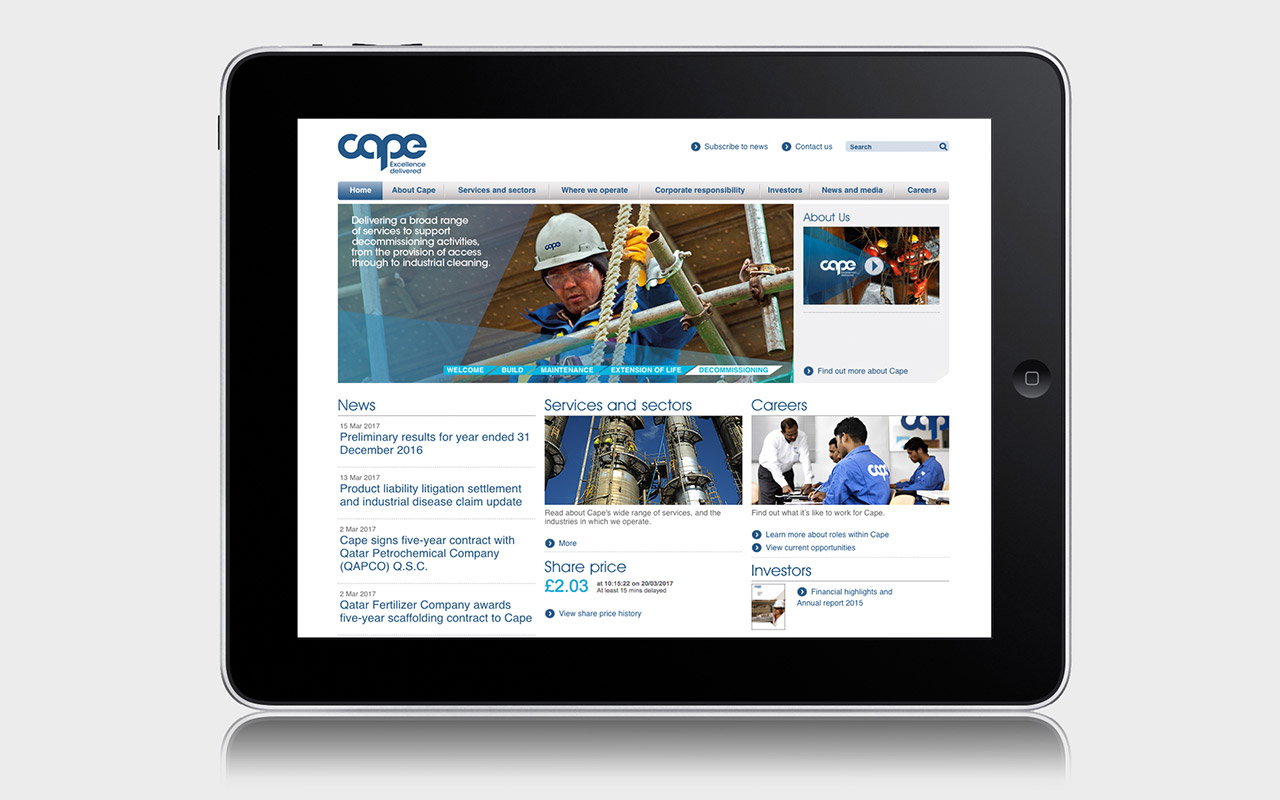 cape
Excellence
delivered
Subscribe to news
Contact us
Search
Home
About Cape
Services and sectors
Where we operate
Corporate responsibility
Investors
News and media
Careers
Delivering a broad range
of services to support
decommissioning activities,
from the provision of access
through to industrial cleaning.
cape
WELCOME
BUILD
MAINTENANCE
EXTENSION OF LIFE
DECOMMISSIONING
About Us
cape
Find out more about Cape
News
15 Mar 2017
Preliminary results for year ended 31
December 2016
13 Mar 2017
Product liability litigation settlement
and industrial disease claim update
2 Mar 2017
Cape signs five-year contract with
Qatar Petrochemical Company
(QAPCO) Q.S.C.
2 Mar 2017
Qatar Fertilizer Company awards
five-year scaffolding contract to Cape
Services and sectors
Read about Cape's wide range of services, and the
industries in which we operate.
More
Share price
£2.03
at 10:15:22 on 20/03/2017
At least 15 mins delayed
View share price history
Careers
cape
Find out what it's like to work for Cape.
Learn more about roles within Cape
View current opportunities
Investors
Financial highlights and
Annual report 2015